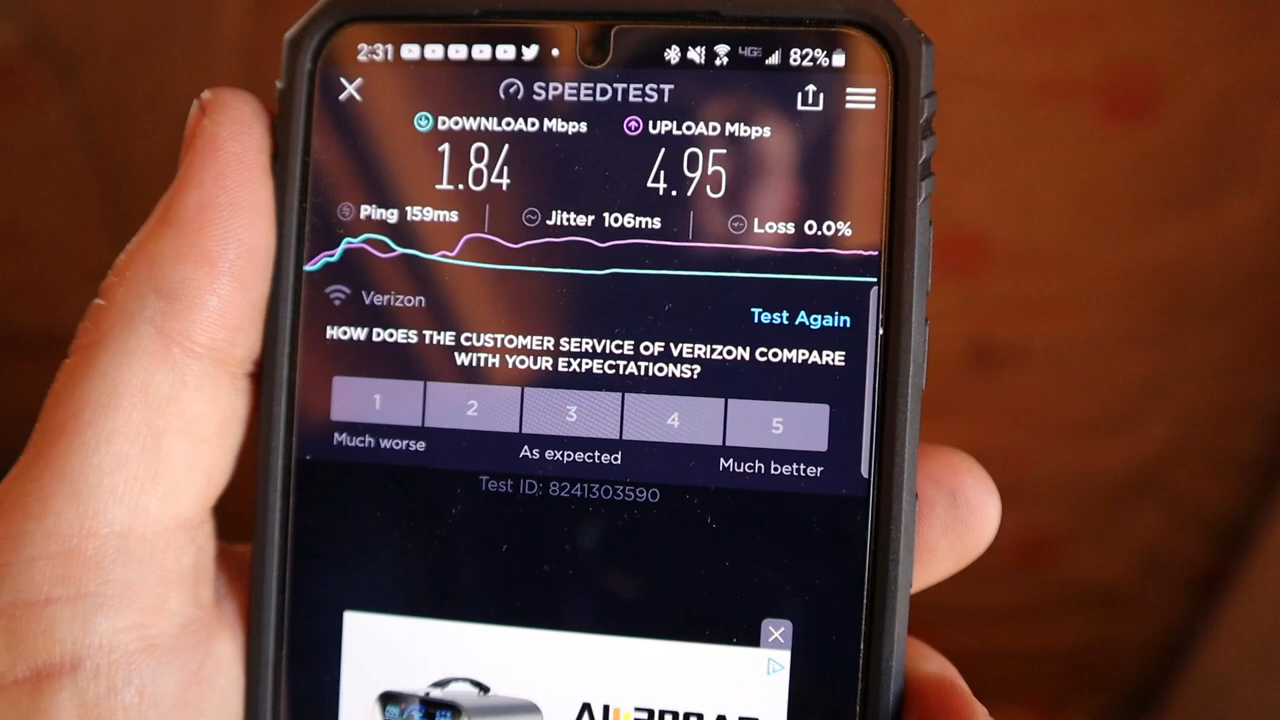 2:31 4GE 82%
SPEEDTEST
DOWNLOAD Mbps UPLOAD Mbps
1.84 4.95
Ping 159ms Jitter 106ms Loss 0.0%
Verizon
Test Again
HOW DOES THE CUSTOMER SERVICE OF VERIZON COMPARE
WITH YOUR EXPECTATIONS?
1 2 3 4 5
Much worse As expected Much better
Test ID: 8241303590